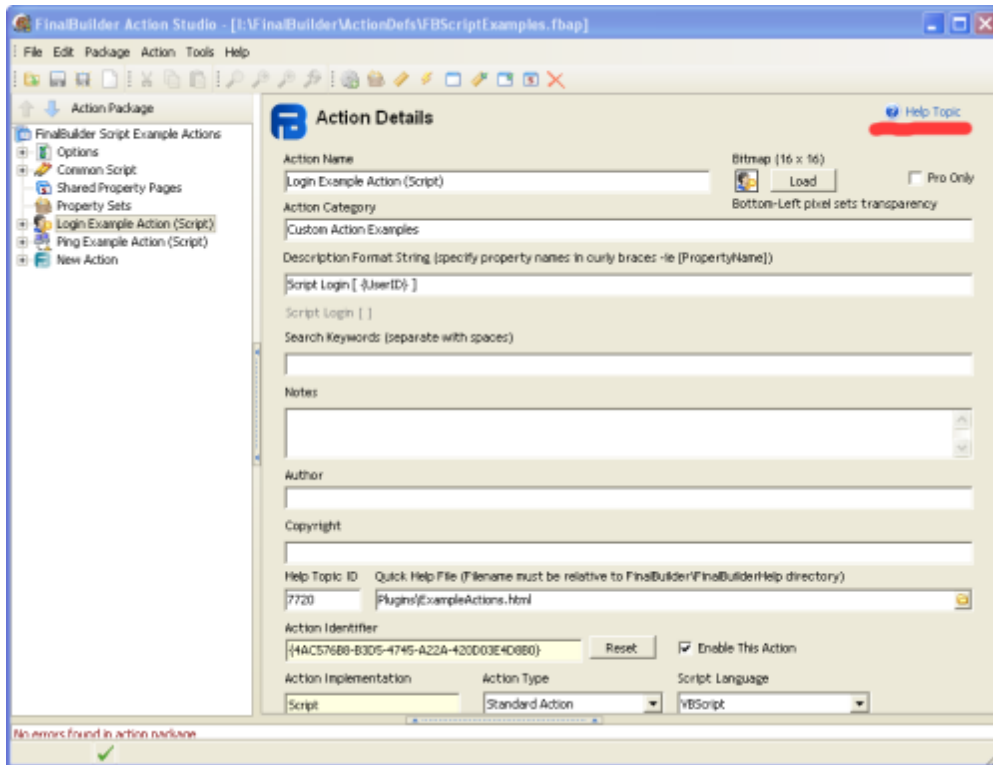 FinalBuilder Action Studio - [I:\FinalBuilder\ActionDefs\FBScriptExamples.fbap]
File Edit Package Action Tools Help
Action Package
FinalBuilder Script Example Actions
Options
Common Script
Shared Property Pages
Property Sets
Login Example Action (Script)
Ping Example Action (Script)
New Action
Action Details
Help Topic
Action Name
Bitmap (16 x 16)
Login Example Action (Script)
Load
Pro Only
Bottom-Left pixel sets transparency
Action Category
Custom Action Examples
Description Format String (specify property names in curly braces -ie {PropertyName})
Script Login [ {UserID} ]
Script Login [ ]
Search Keywords (separate with spaces)
Notes
Author
Copyright
Help Topic ID
Quick Help File (Filename must be relative to FinalBuilder\FinalBuilderHelp directory)
7720
Plugins\ExampleActions.html
Action Identifier
{4AC576B8-B3D5-4745-A22A-420D03E4D8B0}
Reset
Enable This Action
Action Implementation
Action Type
Script Language
Script
Standard Action
VBScript
No errors found in action package